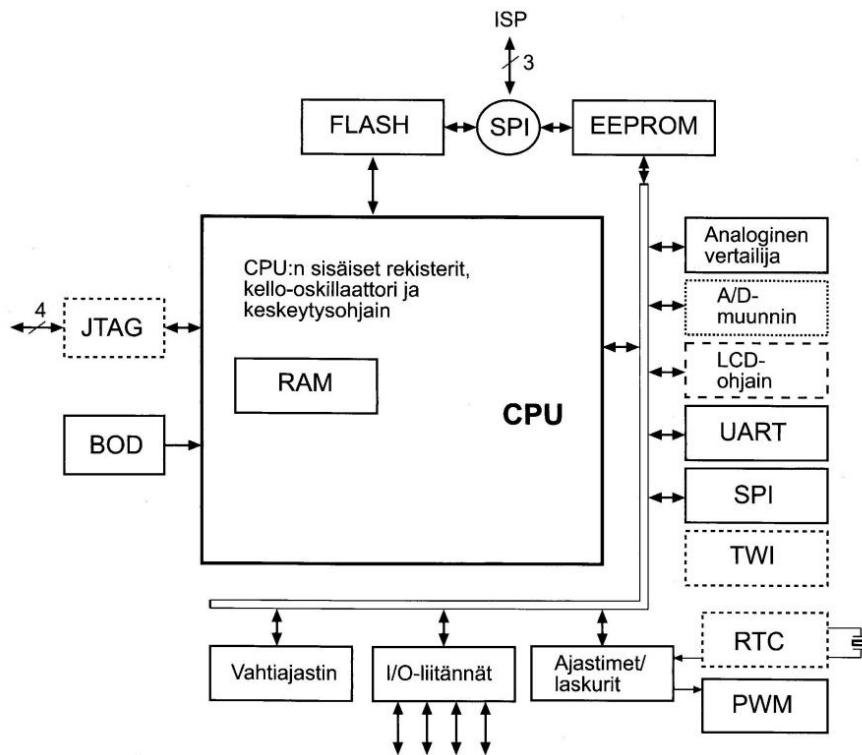 ISP
3
FLASH
SPI
EEPROM
CPU:n sisäiset rekisterit,
kello-oskillaattori ja
keskeytysohjain
RAM
CPU
4
JTAG
BOD
Analoginen
vertailija
A/D-
muunnin
LCD-
ohjain
UART
SPI
TWI
RTC
PWM
Vahtiajastin
I/O-liitännät
Ajastimet/
laskurit